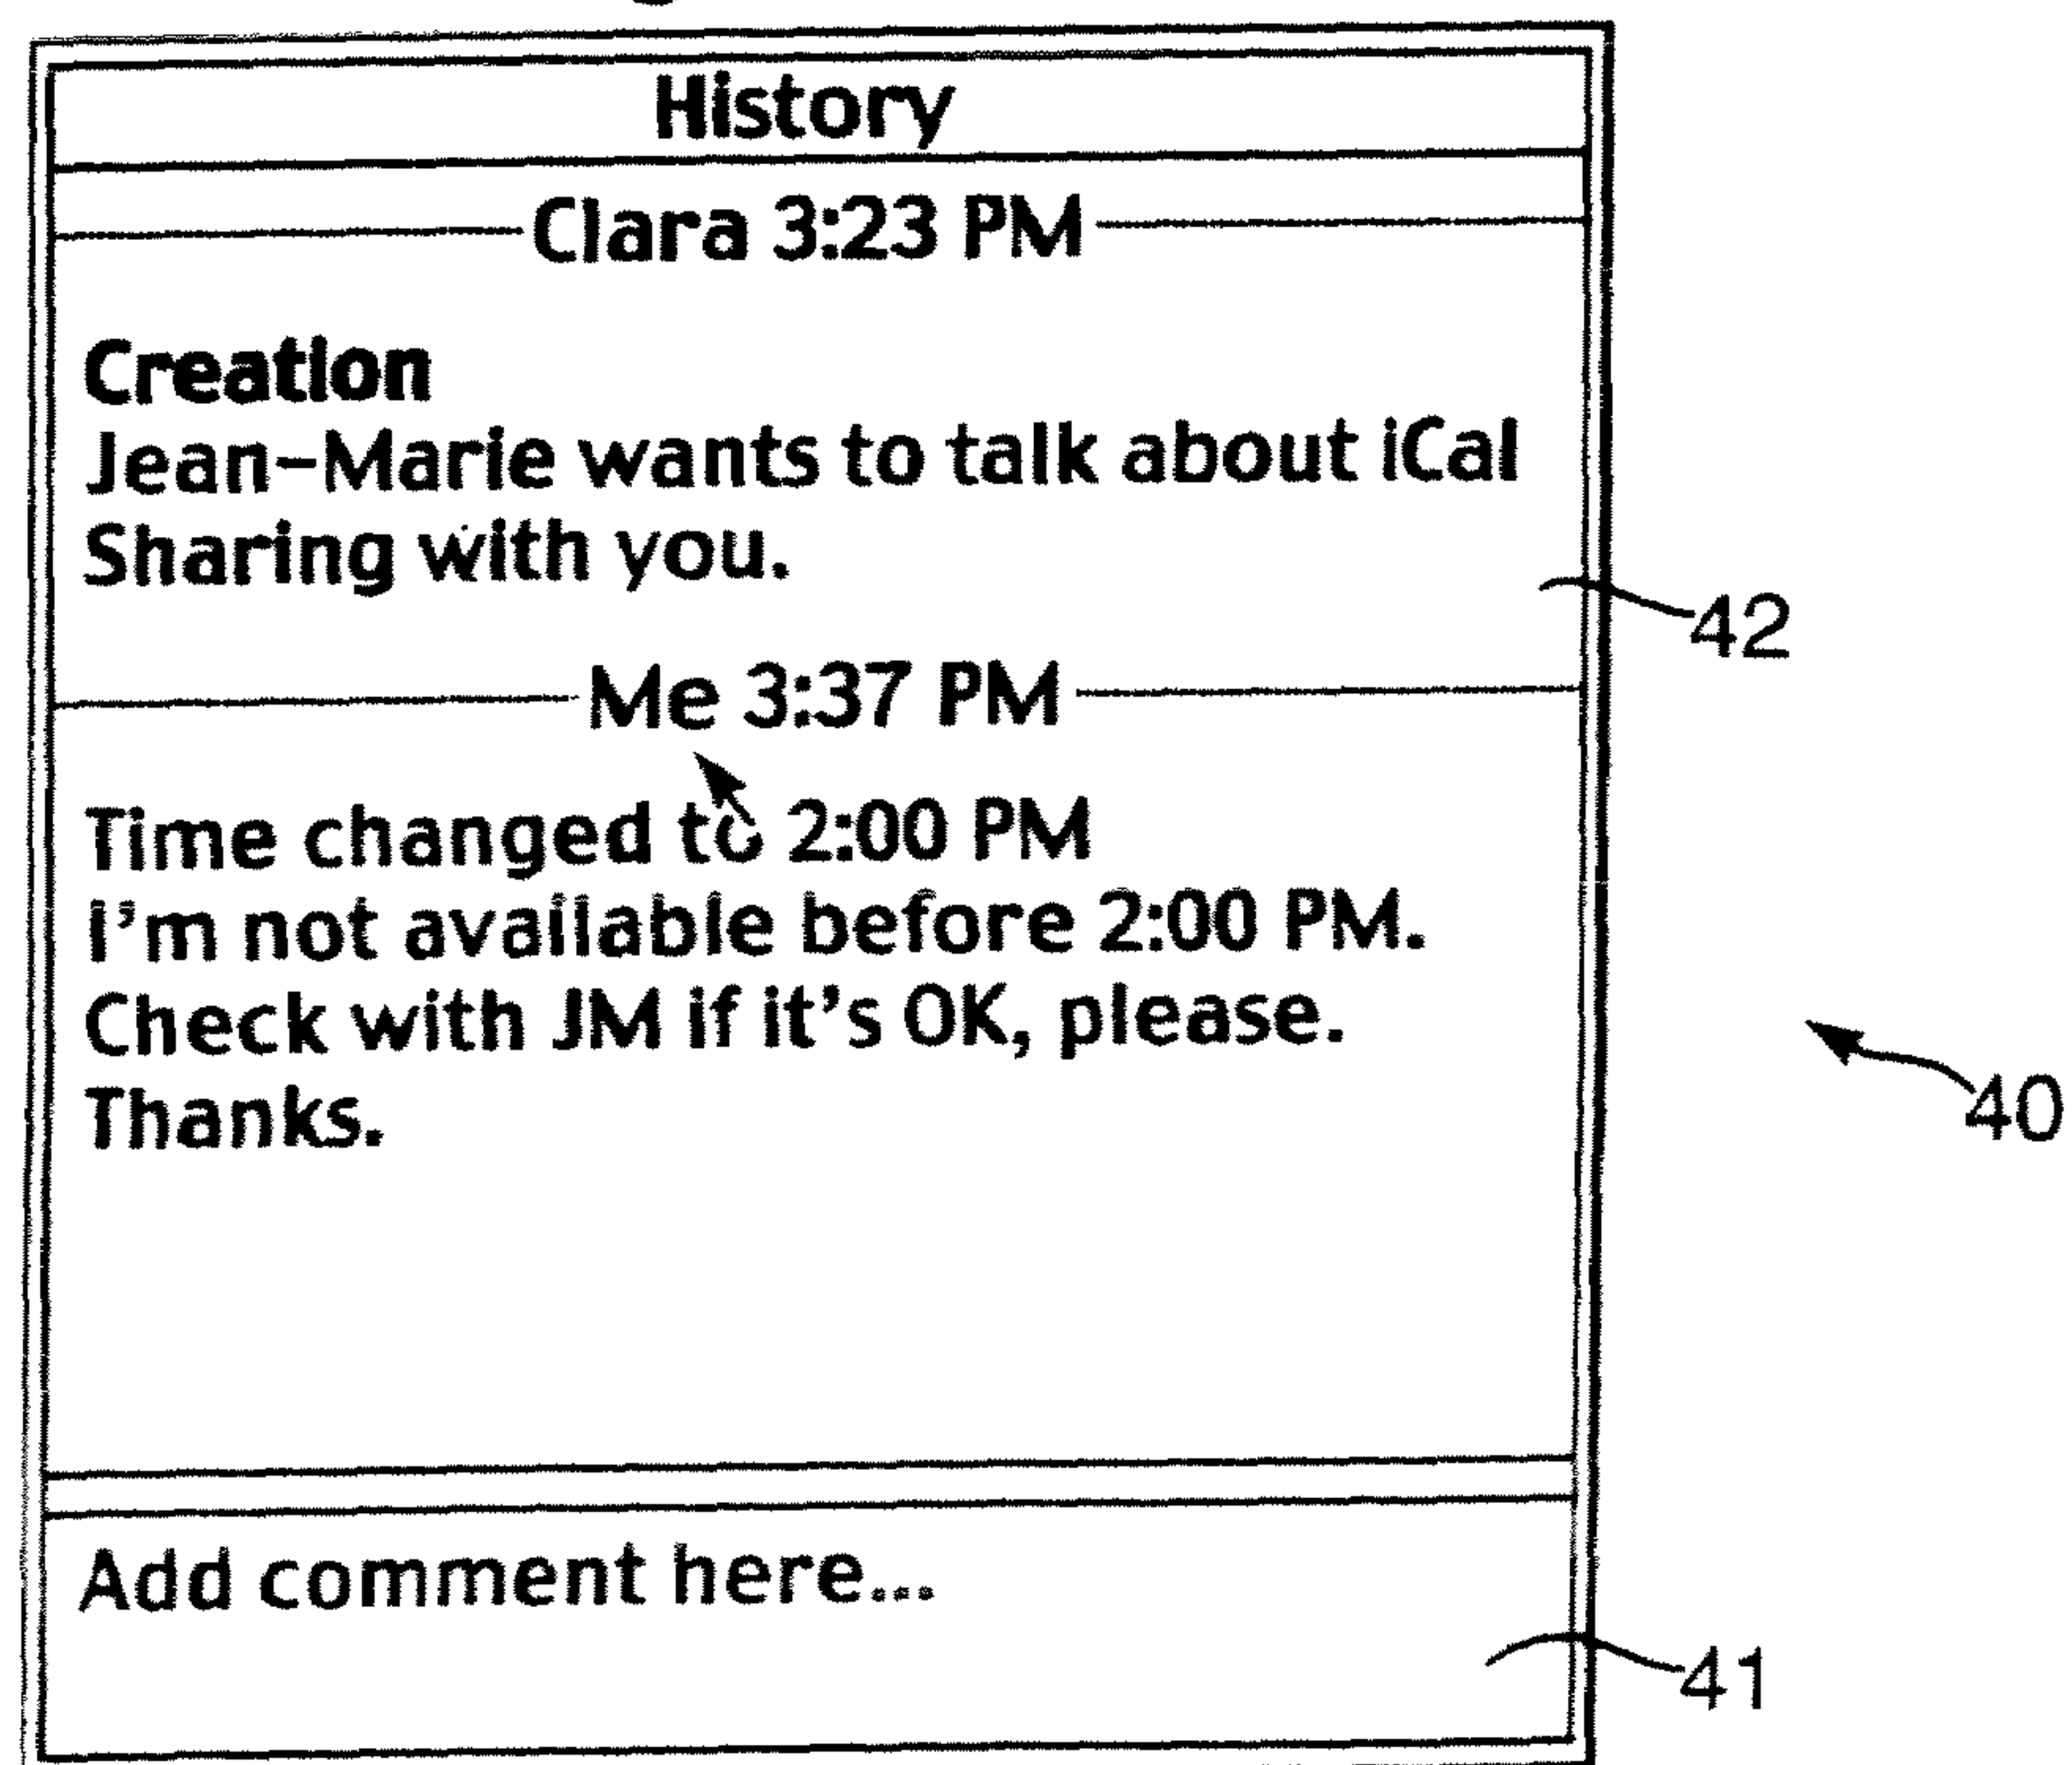 History
Clara 3:23 PM
Creation
Jean-Marie wants to talk about iCal
Sharing with you.
42
Me 3:37 PM
Time changed to 2:00 PM
I'm not available before 2:00 PM.
Check with JM if it's OK, please.
Thanks.
40
Add comment here...
41